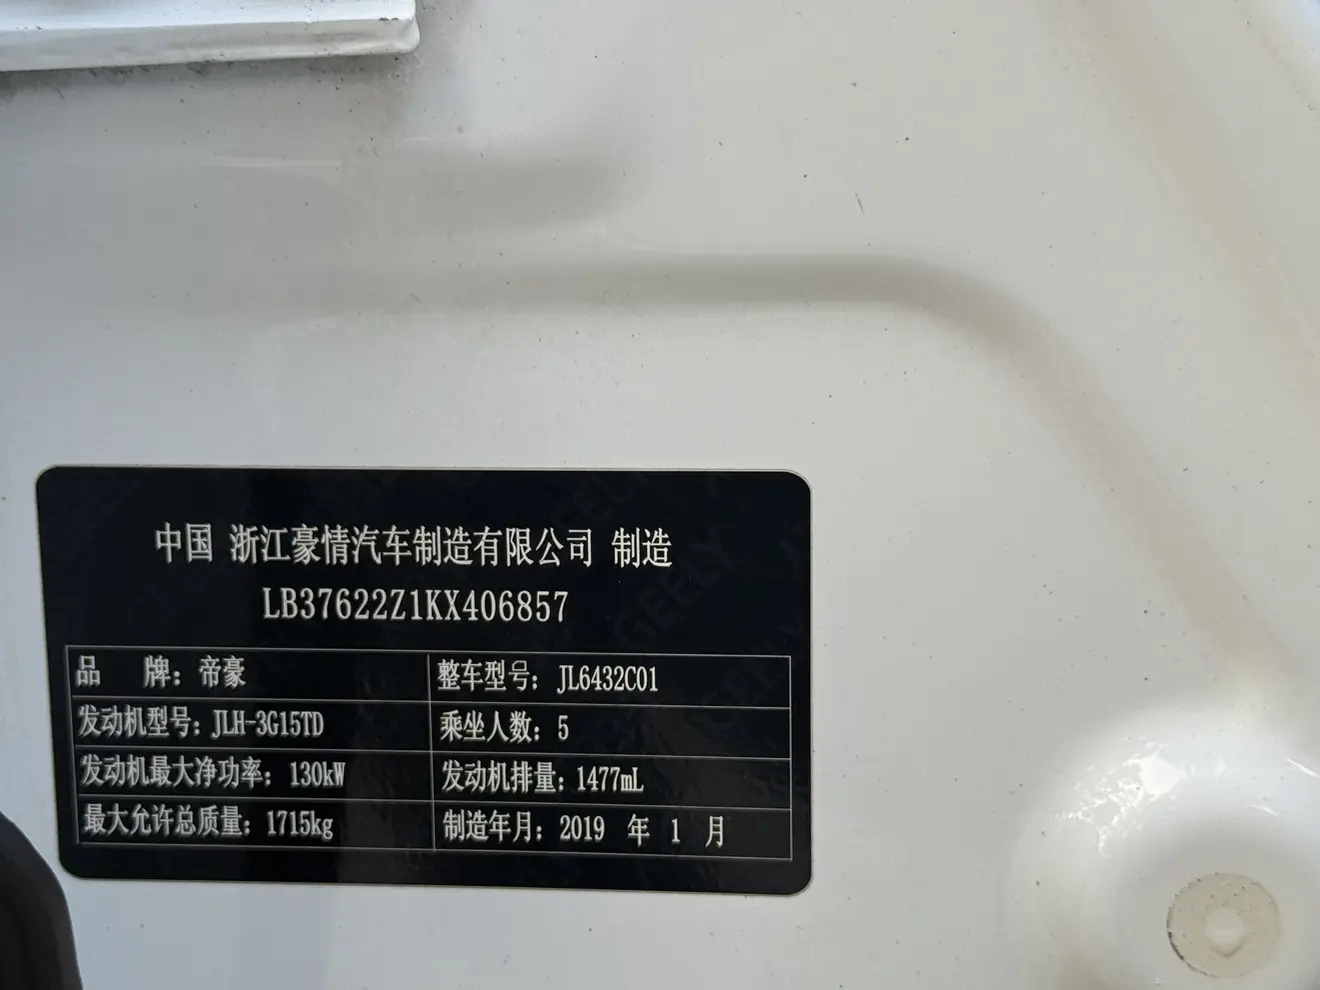 中国 浙江豪情汽车制造有限公司 制造
LB37622Z1KX406857
品 牌：帝豪 整车型号：JL6432C01
发动机型号：JLH-3G15TD 乘坐人数：5
发动机最大净功率：130kW 发动机排量：1477mL
最大允许总质量：1715kg 制造年月：2019 年 1 月